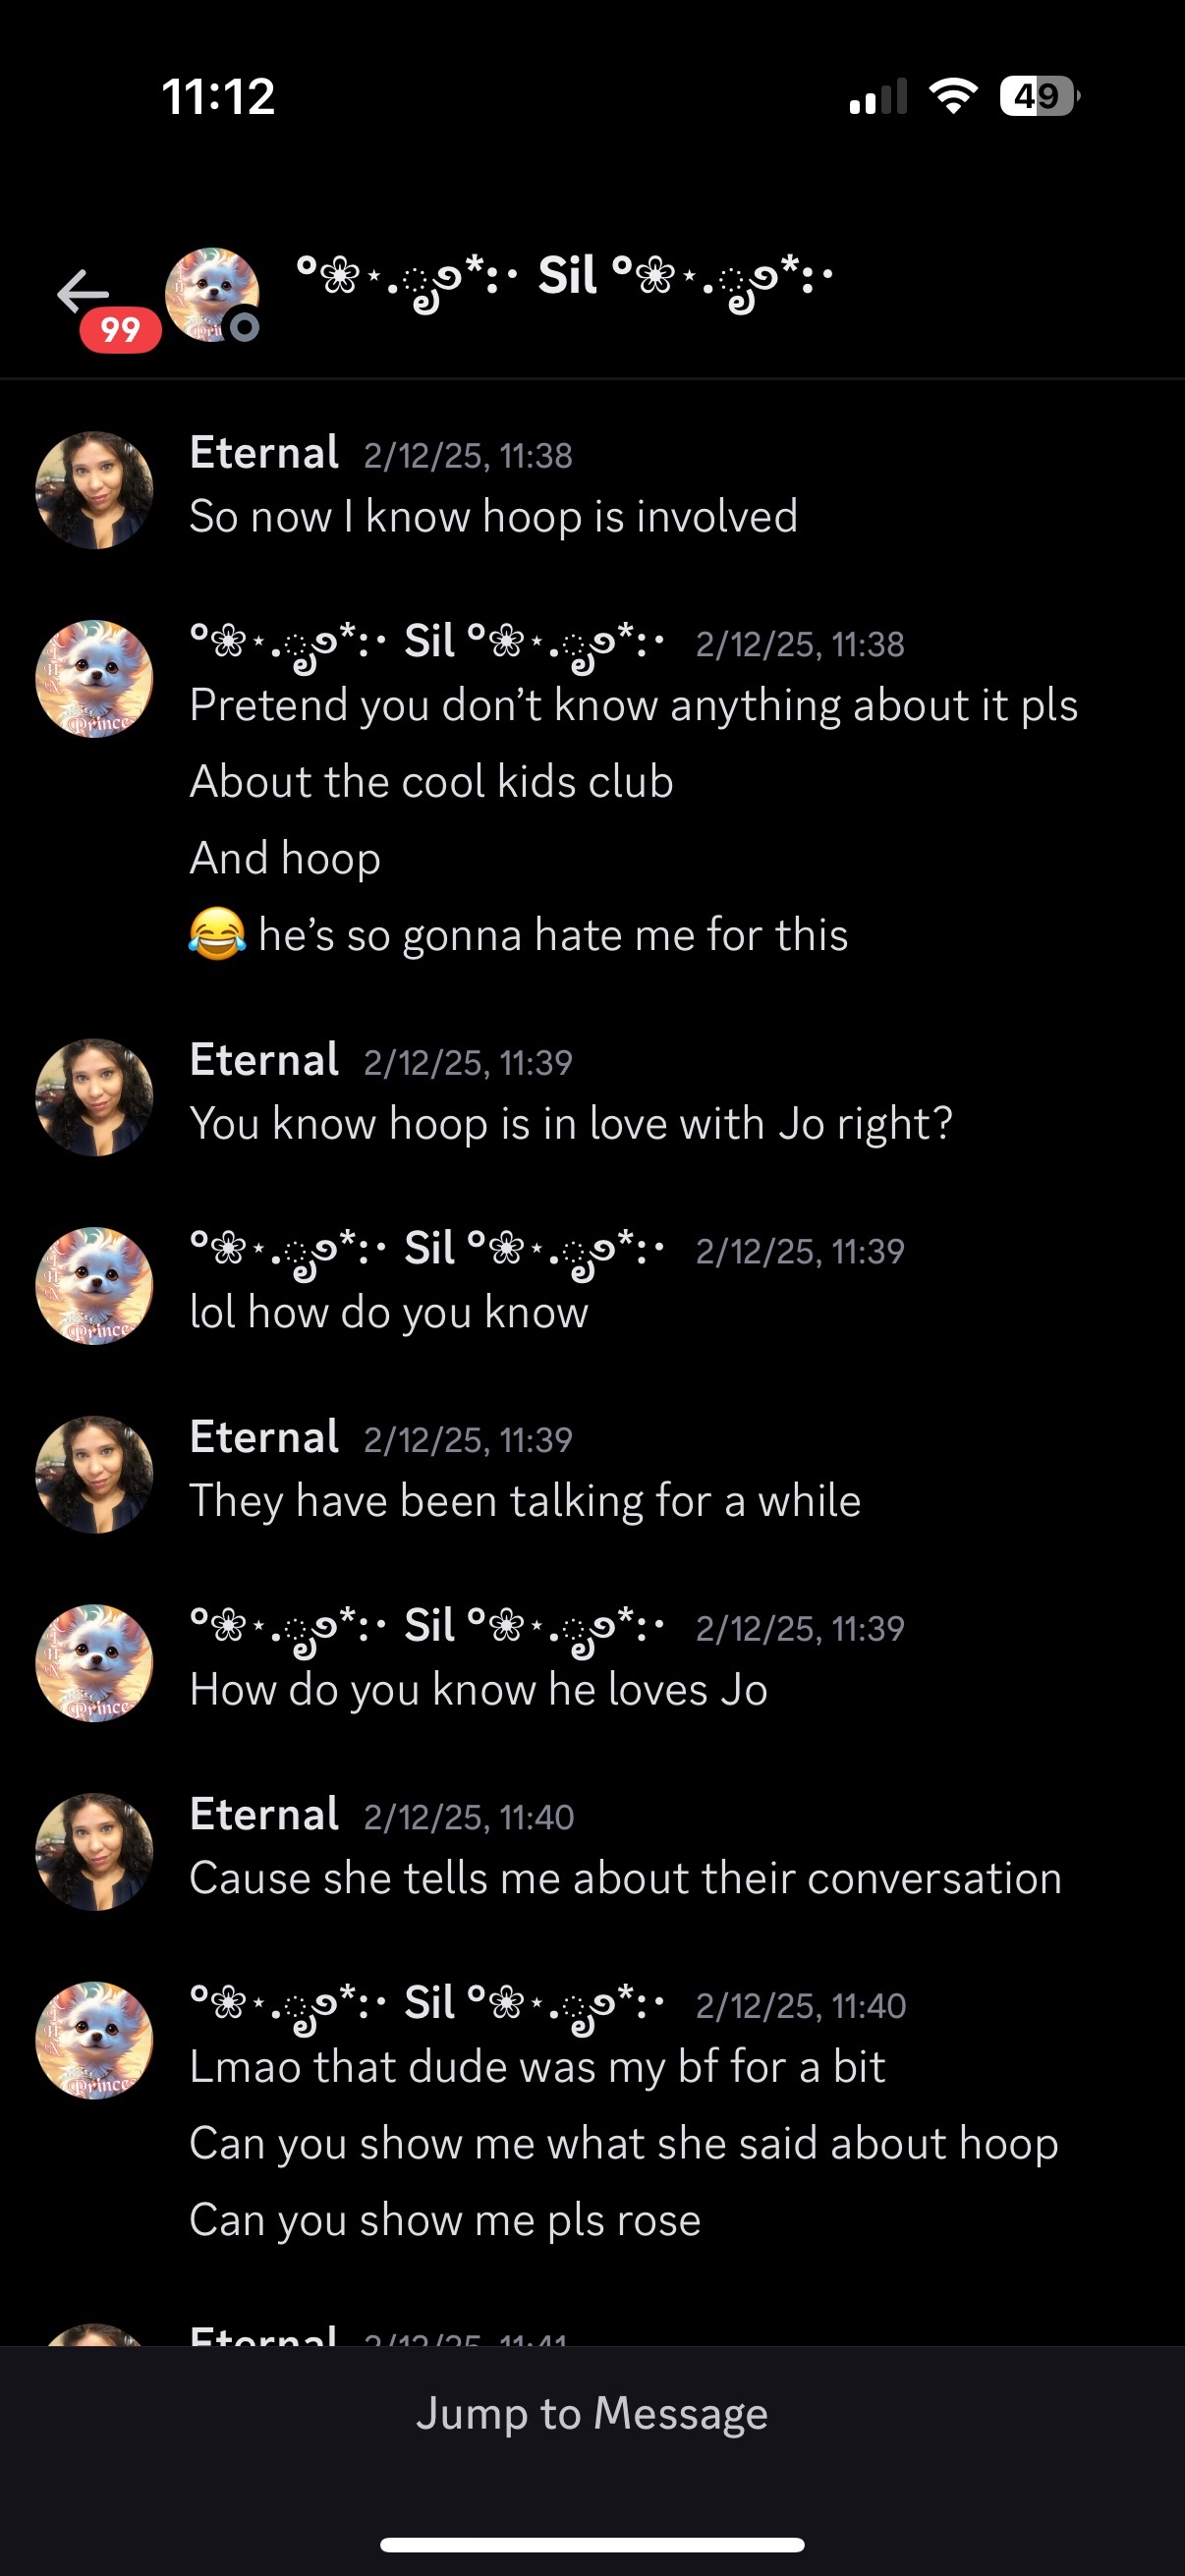 11:12
49
°❀⋆.ೃ࿔*:･ Sil °❀⋆.ೃ࿔*:･
99
Eternal 2/12/25, 11:38
So now I know hoop is involved
°❀⋆.ೃ࿔*:･ Sil °❀⋆.ೃ࿔*:･ 2/12/25, 11:38
Pretend you don’t know anything about it pls
About the cool kids club
And hoop
😂 he’s so gonna hate me for this
Eternal 2/12/25, 11:39
You know hoop is in love with Jo right?
°❀⋆.ೃ࿔*:･ Sil °❀⋆.ೃ࿔*:･ 2/12/25, 11:39
lol how do you know
Eternal 2/12/25, 11:39
They have been talking for a while
°❀⋆.ೃ࿔*:･ Sil °❀⋆.ೃ࿔*:･ 2/12/25, 11:39
How do you know he loves Jo
Eternal 2/12/25, 11:40
Cause she tells me about their conversation
°❀⋆.ೃ࿔*:･ Sil °❀⋆.ೃ࿔*:･ 2/12/25, 11:40
Lmao that dude was my bf for a bit
Can you show me what she said about hoop
Can you show me pls rose
Eternal 2/12/25, 11:41
Jump to Message